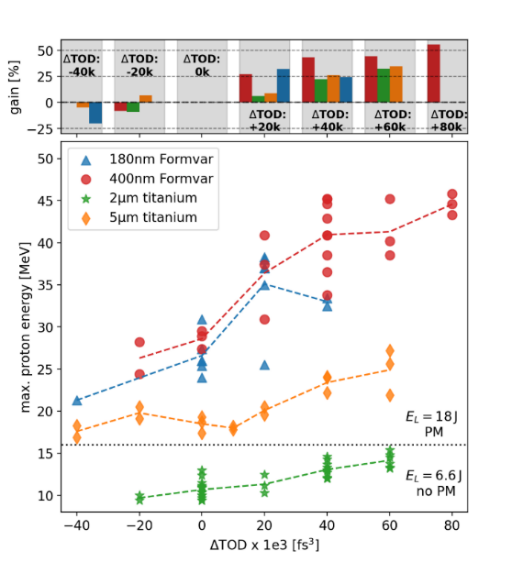 50
25
0
−25
gain [%]
ΔTOD:
-40k
ΔTOD:
-20k
ΔTOD:
0k
ΔTOD:
+20k
ΔTOD:
+40k
ΔTOD:
+60k
ΔTOD:
+80k
180nm Formvar
400nm Formvar
2μm titanium
5μm titanium
50
45
40
35
30
25
20
15
10
max. proton energy [MeV]
E_L = 18 J
PM
E_L = 6.6 J
no PM
−40
−20
0
20
40
60
80
ΔTOD x 1e3 [fs³]